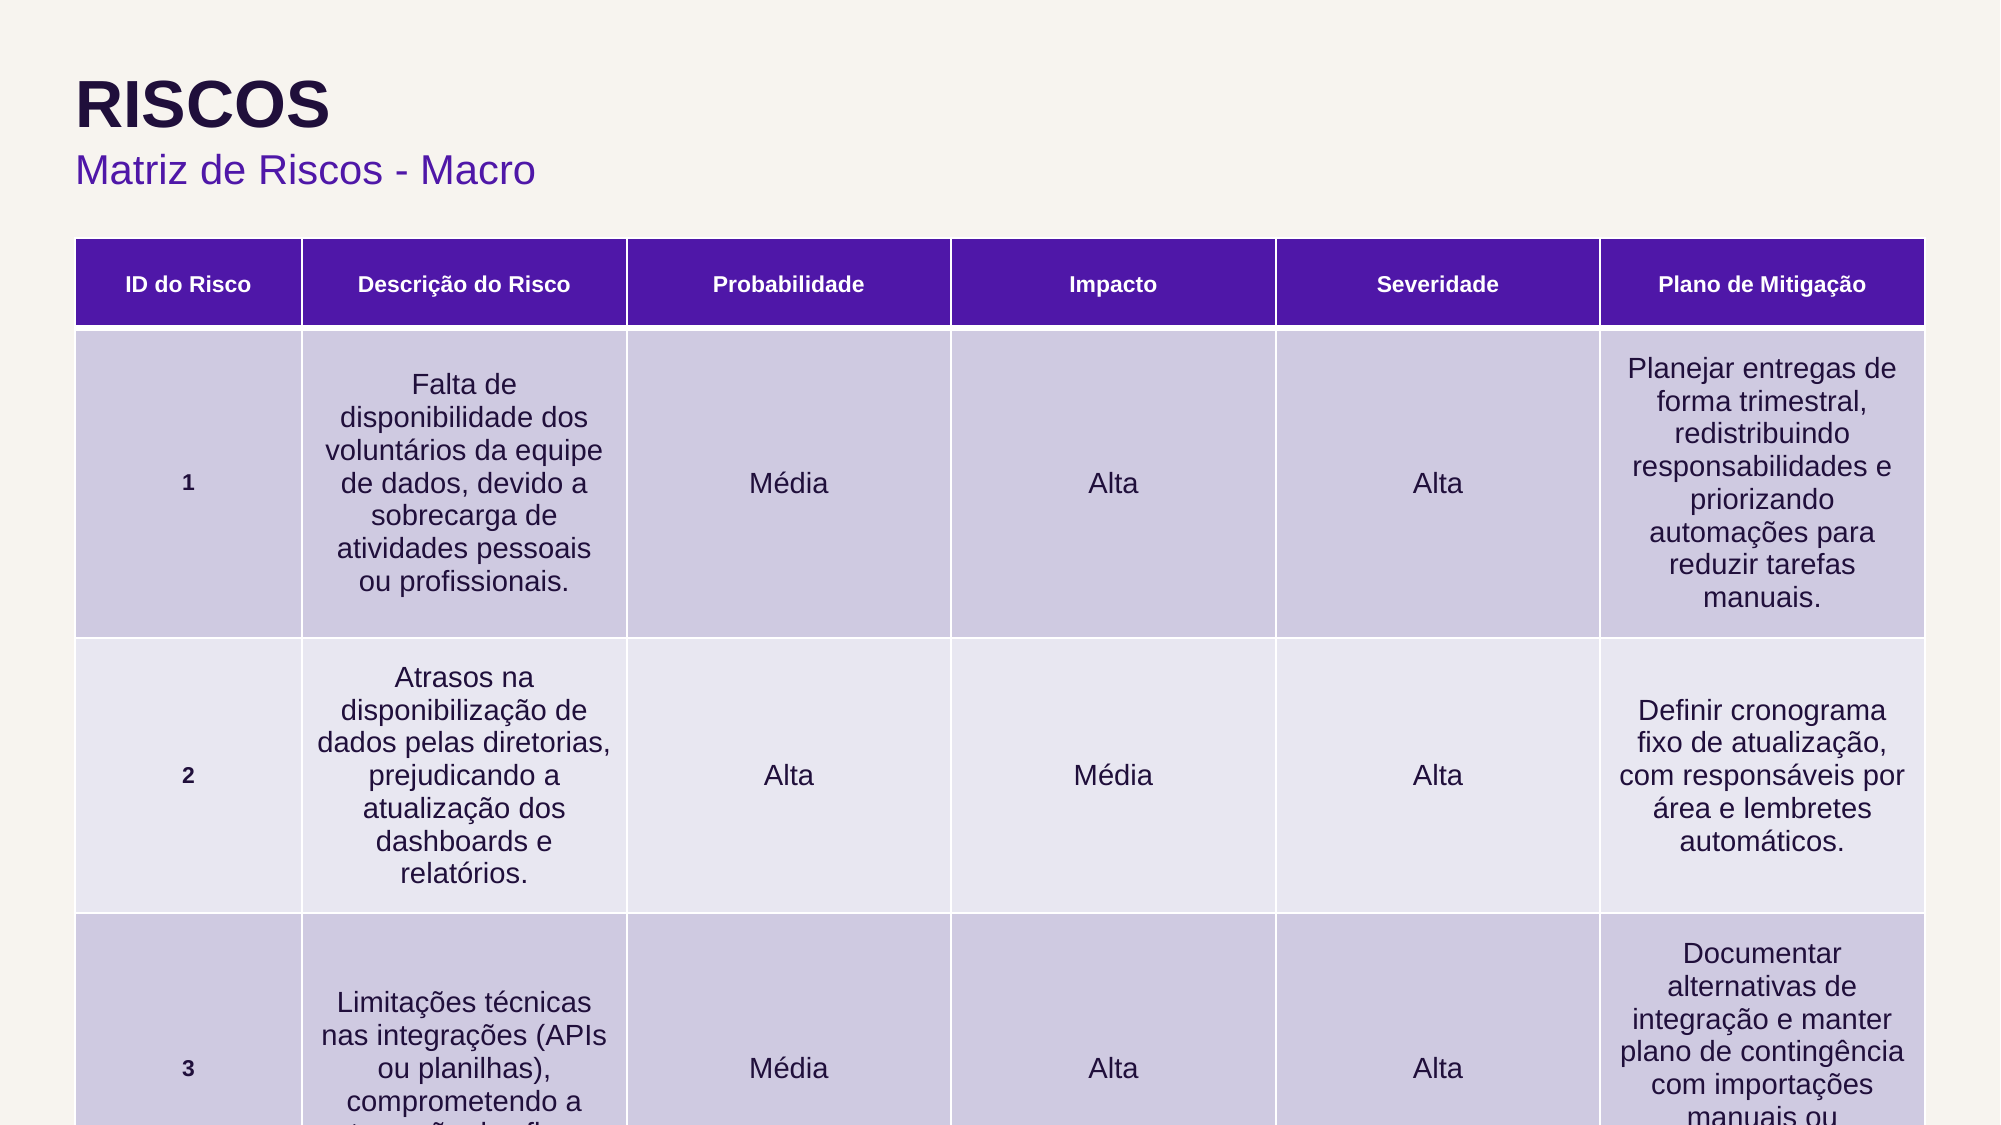 RISCOS
Matriz de Riscos - Macro
ID do Risco
Descrição do Risco
Probabilidade
Impacto
Severidade
Plano de Mitigação
1
Falta de
disponibilidade dos
voluntários da equipe
de dados, devido a
sobrecarga de
atividades pessoais
ou profissionais.
Média
Alta
Alta
Planejar entregas de
forma trimestral,
redistribuindo
responsabilidades e
priorizando
automações para
reduzir tarefas
manuais.
2
Atrasos na
disponibilização de
dados pelas diretorias,
prejudicando a
atualização dos
dashboards e
relatórios.
Alta
Média
Alta
Definir cronograma
fixo de atualização,
com responsáveis por
área e lembretes
automáticos.
3
Limitações técnicas
nas integrações (APIs
ou planilhas),
comprometendo a
Média
Alta
Alta
Documentar
alternativas de
integração e manter
plano de contingência
com importações
manuais ou